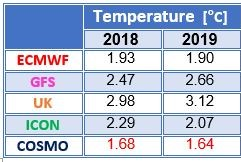 Temperature [°C]
2018 2019
ECMWF 1.93 1.90
GFS 2.47 2.66
UK 2.98 3.12
ICON 2.29 2.07
COSMO 1.68 1.64